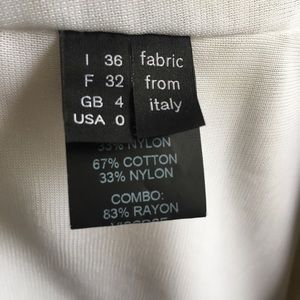 I 36
F 32
GB 4
USA 0
fabric
from
italy
33% NYLON
67% COTTON
33% NYLON
COMBO:
83% RAYON